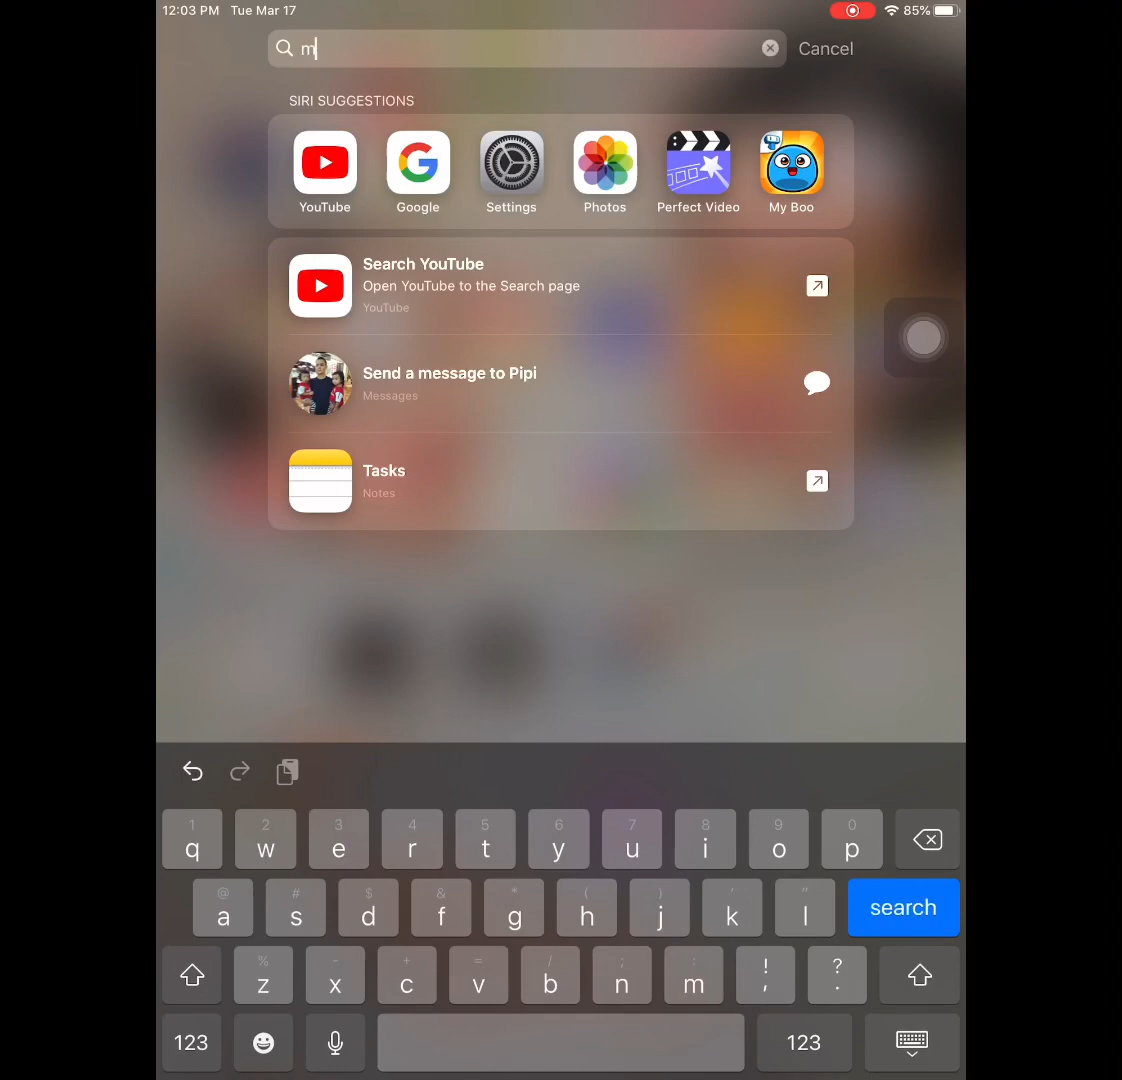 12:03 PM Tue Mar 17 85%
m Cancel
SIRI SUGGESTIONS
YouTube Google Settings Photos Perfect Video My Boo
Search YouTube
Open YouTube to the Search page
YouTube
Send a message to Pipi
Messages
Tasks
Notes
1 2 3 4 5 6 7 8 9 0
q w e r t y u i o p
@ # $ & * ( ) ' "
a s d f g h j k l search
% - + = / ; : ! ?
z x c v b n m , .
123 123